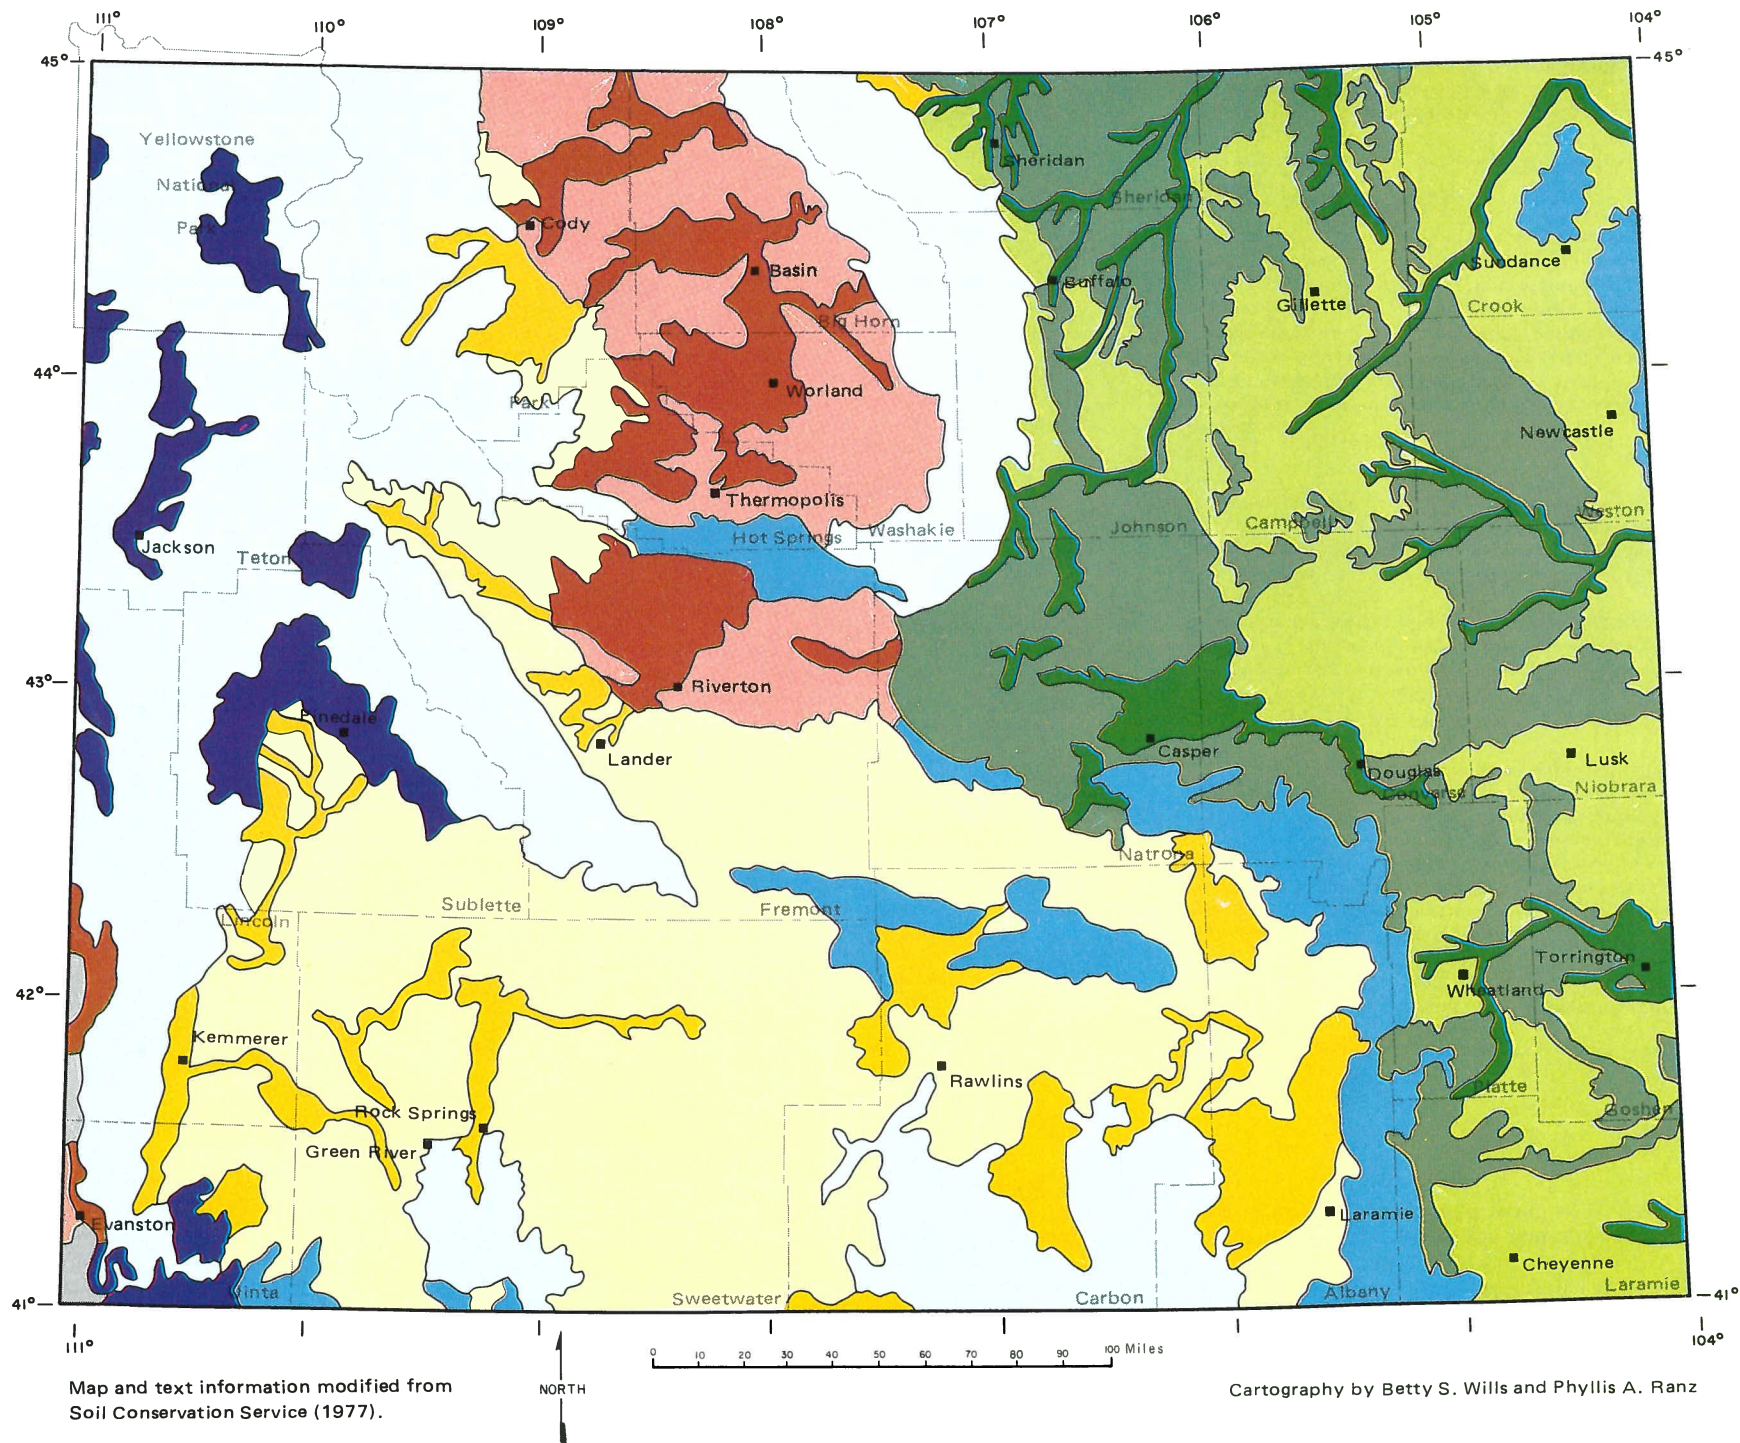 111°
110°
109°
108°
107°
106°
105°
104°
45°
45°
Yellowstone
National
Park
Sheridan
Sheridan
Cody
Basin
Buffalo
Sundance
Gillette
Crook
Big Horn
44°
Park
Worland
Newcastle
Thermopolis
Washakie
Hot Springs
Johnson
Campbell
Weston
Jackson
Teton
43°
Riverton
Pinedale
Lander
Casper
Douglas
Converse
Lusk
Niobrara
Natrona
Sublette
Fremont
Lincoln
Torrington
Wheatland
42°
Kemmerer
Rawlins
Platte
Goshen
Rock Springs
Green River
Evanston
Laramie
Cheyenne
Uinta
Sweetwater
Carbon
Albany
Laramie
41°
41°
111°
104°
0 10 20 30 40 50 60 70 80 90 100 Miles
NORTH
Map and text information modified from
Soil Conservation Service (1977).
Cartography by Betty S. Wills and Phyllis A. Ranz